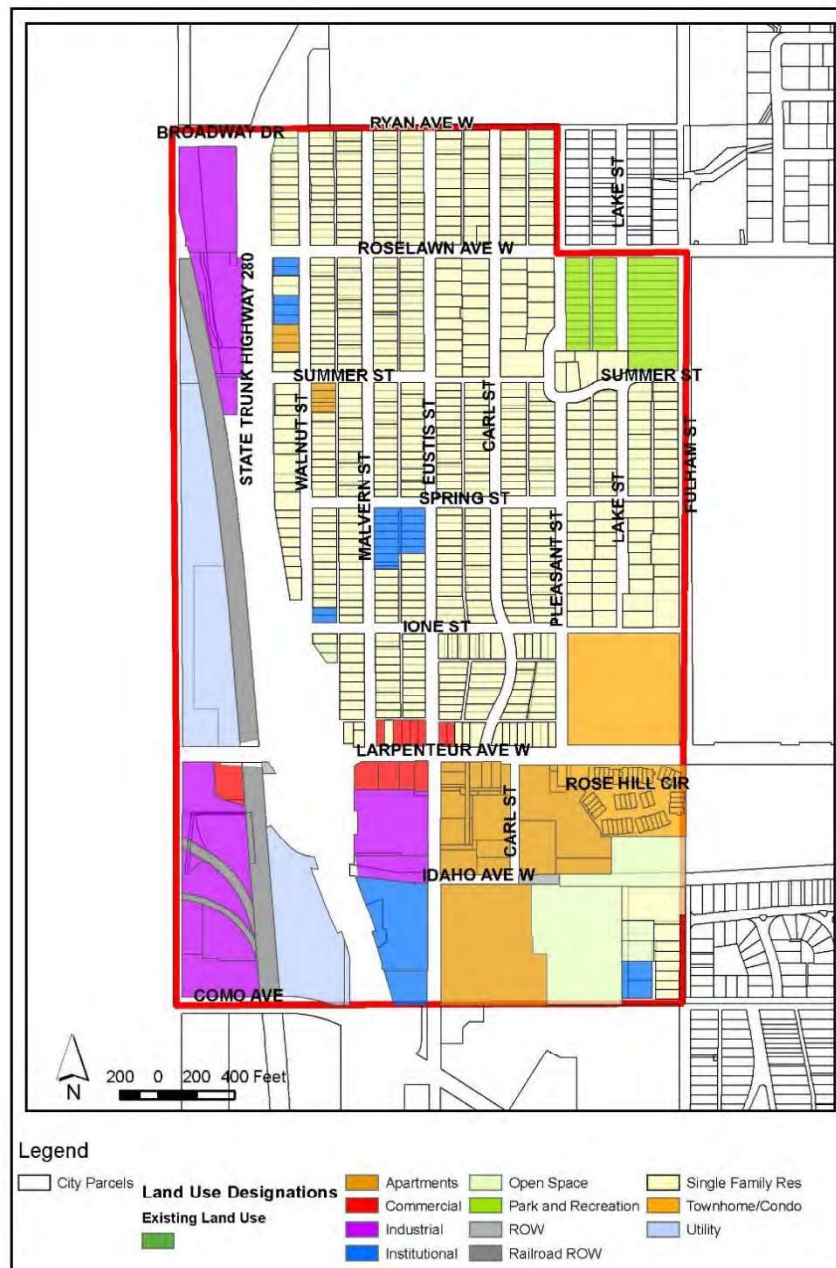 RYAN AVE W
BROADWAY DR
LAKE ST
ROSELAWN AVE W
STATE TRUNK HIGHWAY 280
SUMMER ST
SUMMER ST
WALNUT ST
MALVERN ST
EUSTIS ST
CARL ST
SPRING ST
PLEASANT ST
LAKE ST
FULHAM ST
IONE ST
LARPENTEUR AVE W
ROSE HILL CIR
CARL ST
IDAHO AVE W
COMO AVE
N
200 0 200 400 Feet
Legend
City Parcels
Land Use Designations
Existing Land Use
Apartments
Commercial
Industrial
Institutional
Open Space
Park and Recreation
ROW
Railroad ROW
Single Family Res
Townhome/Condo
Utility